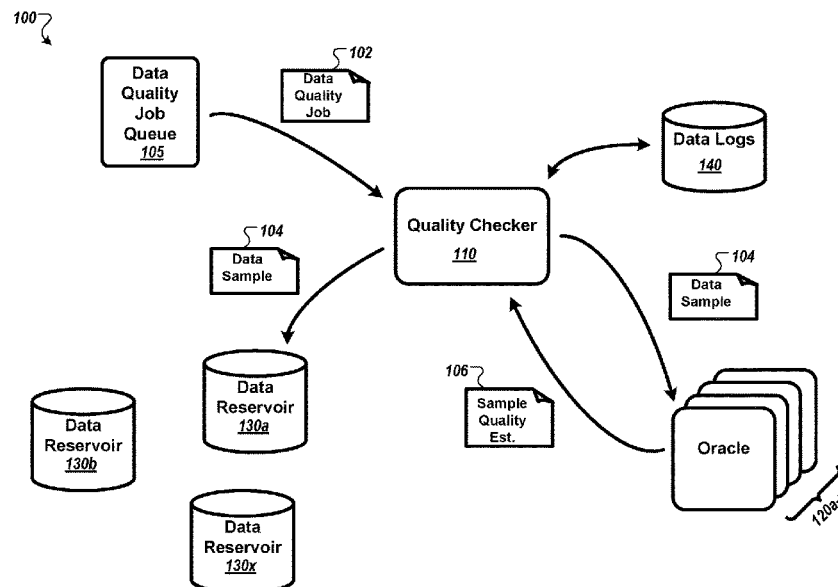 100
Data
Quality
Job
Queue
105
102
Data
Quality
Job
Data Logs
140
Quality Checker
110
104
Data
Sample
104
Data
Sample
Data
Reservoir
130a
Data
Reservoir
130b
106
Sample
Quality
Est.
Oracle
Data
Reservoir
130x